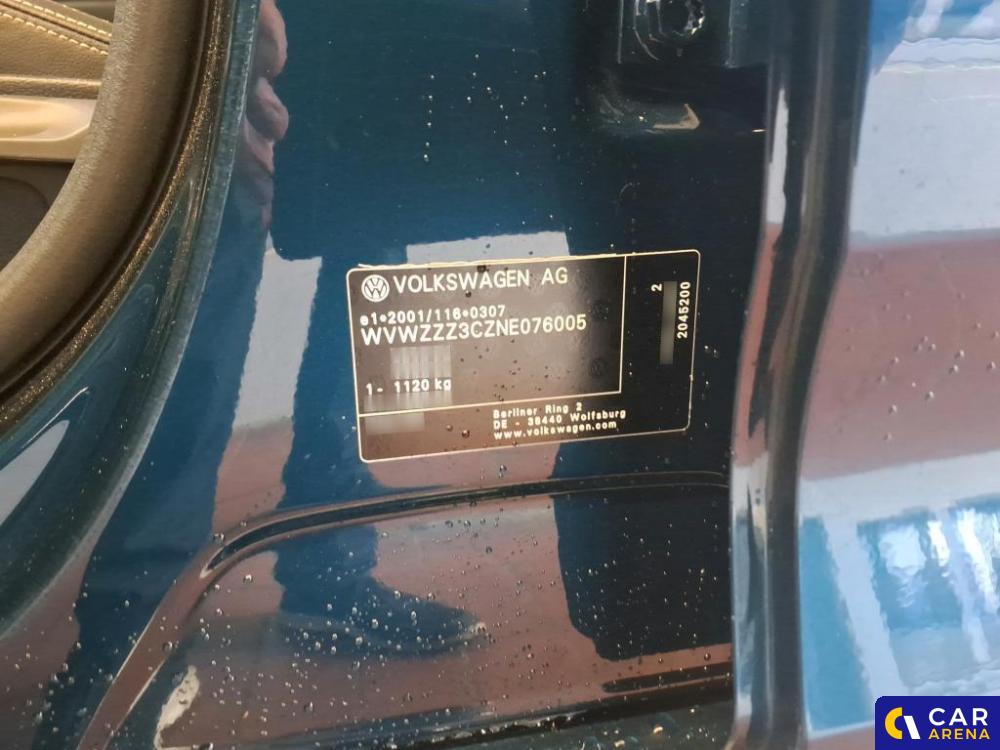 VOLKSWAGEN AG
e1*2001/116*0307
WVWZZZ3CZNE076005
1- 1120 kg
Berliner Ring 2
DE - 38440 Wolfsburg
www.volkswagen.com
2
2045200
CAR
ARENA